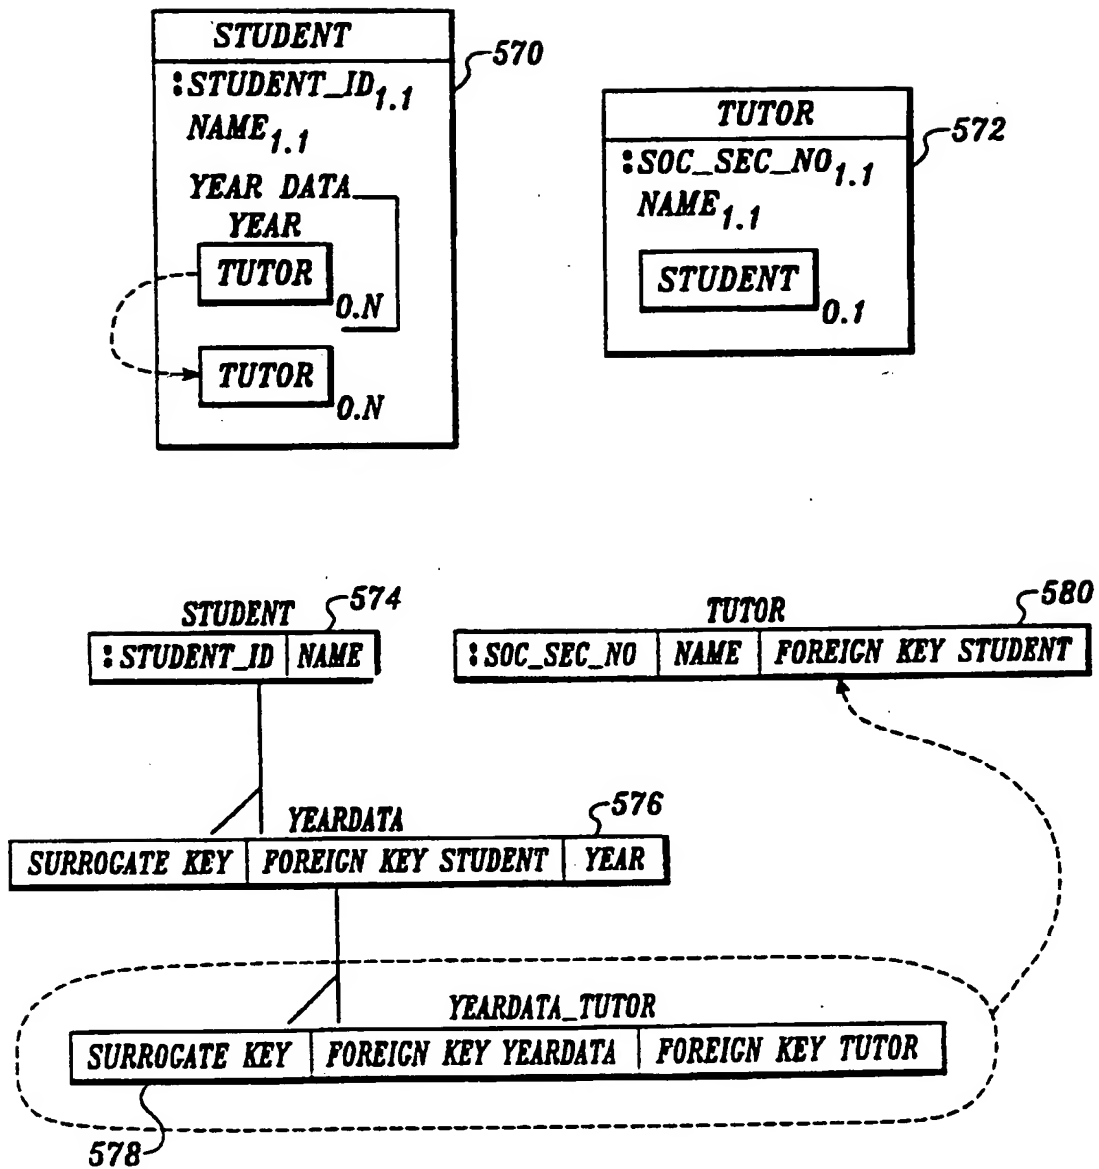 STUDENT
570
:STUDENT_ID1.1
NAME1.1
YEAR DATA
YEAR
TUTOR
0.N
TUTOR
0.N
TUTOR
572
:SOC_SEC_NO1.1
NAME1.1
STUDENT
0.1
STUDENT
574
:STUDENT_ID NAME
TUTOR
580
:SOC_SEC_NO NAME FOREIGN KEY STUDENT
YEARDATA
576
SURROGATE KEY FOREIGN KEY STUDENT YEAR
YEARDATA_TUTOR
SURROGATE KEY FOREIGN KEY YEARDATA FOREIGN KEY TUTOR
578